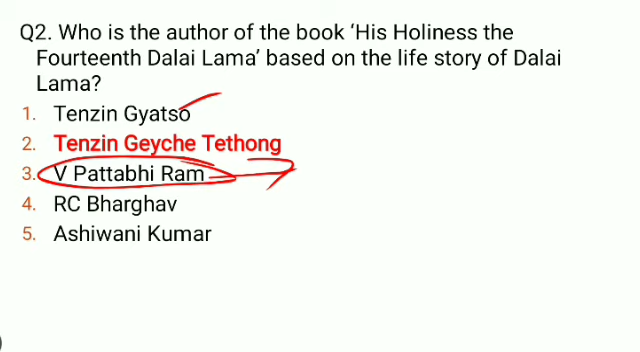 Q2. Who is the author of the book ‘His Holiness the
Fourteenth Dalai Lama’ based on the life story of Dalai
Lama?
1. Tenzin Gyatso
2. Tenzin Geyche Tethong
3. V Pattabhi Ram
4. RC Bharghav
5. Ashiwani Kumar